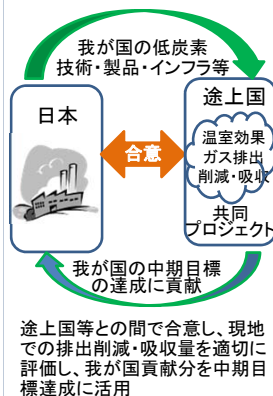 我が国の低炭素
技術・製品・インフラ等
日本
合意
途上国
温室効果
ガス排出
削減・吸収
共同
プロジェクト
我が国の中期目標
の達成に貢献
途上国等との間で合意し、現地
での排出削減・吸収量を適切に
評価し、我が国貢献分を中期目
標達成に活用